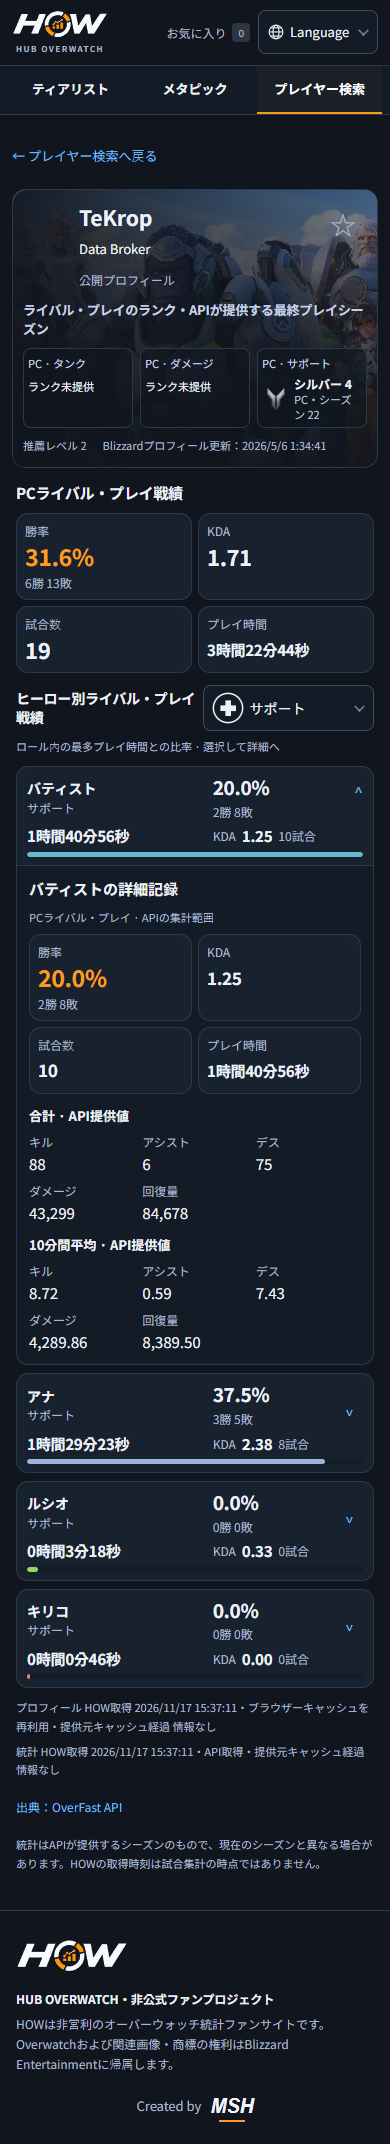 HOW
HUB OVERWATCH
お気に入り 0
Language
ティアリスト メタピック プレイヤー検索
← プレイヤー検索へ戻る
TeKrop
Data Broker
公開プロフィール
ライバル・プレイのランク・APIが提供する最終プレイシー
ズン
PC・タンク
ランク未提供
PC・ダメージ
ランク未提供
PC・サポート
シルバー 4
PC・シーズ
ン 22
推薦レベル 2 Blizzardプロフィール更新：2026/5/6 1:34:41
PCライバル・プレイ戦績
勝率
31.6%
6勝 13敗
KDA
1.71
試合数
19
プレイ時間
3時間22分44秒
ヒーロー別ライバル・プレイ
戦績
サポート
ロール内の最多プレイ時間との比率・選択して詳細へ
バティスト
サポート
1時間40分56秒
20.0%
2勝 8敗
KDA 1.25 10試合
バティストの詳細記録
PCライバル・プレイ・APIの集計範囲
勝率
20.0%
2勝 8敗
KDA
1.25
試合数
10
プレイ時間
1時間40分56秒
合計・API提供値
キル アシスト デス
88 6 75
ダメージ 回復量
43,299 84,678
10分間平均・API提供値
キル アシスト デス
8.72 0.59 7.43
ダメージ 回復量
4,289.86 8,389.50
アナ
サポート
1時間29分23秒
37.5%
3勝 5敗
KDA 2.38 8試合
ルシオ
サポート
0時間3分18秒
0.0%
0勝 0敗
KDA 0.33 0試合
キリコ
サポート
0時間0分46秒
0.0%
0勝 0敗
KDA 0.00 0試合
プロフィール HOW取得 2026/11/17 15:37:11・ブラウザーキャッシュを
再利用・提供元キャッシュ経過 情報なし
統計 HOW取得 2026/11/17 15:37:11・API取得・提供元キャッシュ経過
情報なし
出典：OverFast API
統計はAPIが提供するシーズンのもので、現在のシーズンと異なる場合が
あります。HOWの取得時刻は試合集計の時点ではありません。
HOW
HUB OVERWATCH・非公式ファンプロジェクト
HOWは非営利のオーバーウォッチ統計ファンサイトです。
Overwatchおよび関連画像・商標の権利はBlizzard
Entertainmentに帰属します。
Created by MSH